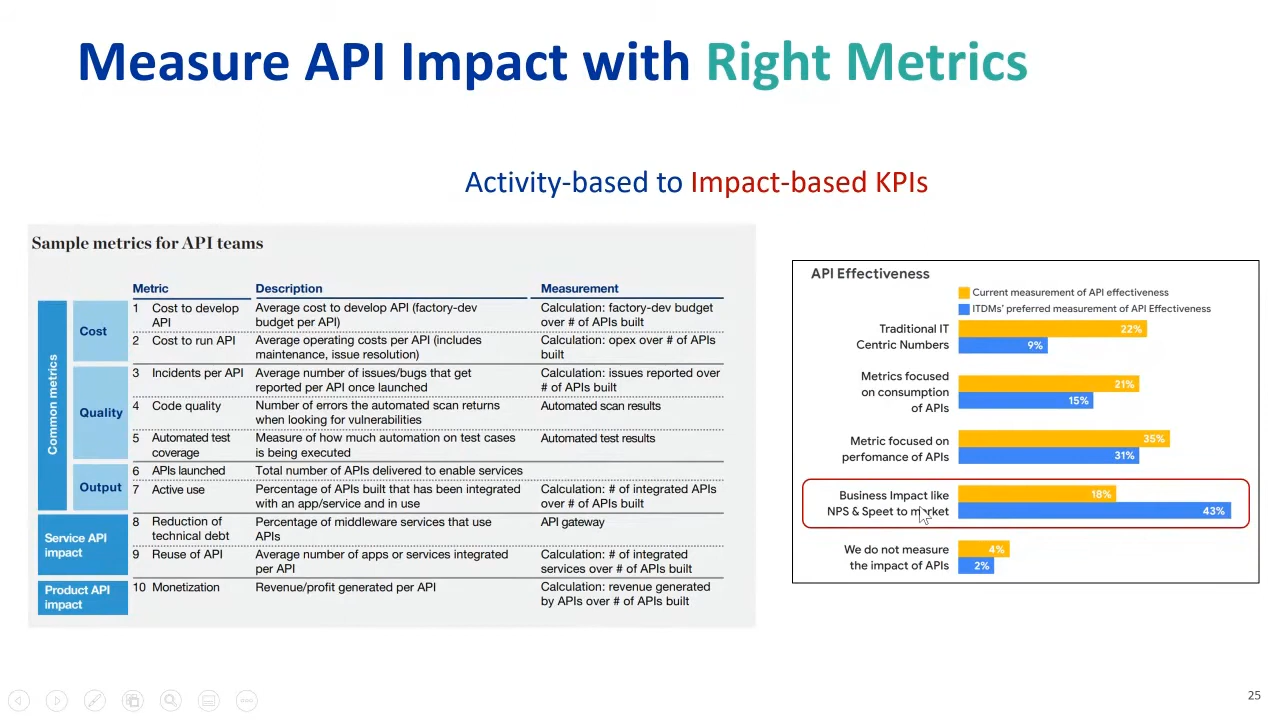 Measure API Impact with Right Metrics
Activity-based to Impact-based KPIs
Sample metrics for API teams
Metric Description Measurement
Common metrics
Cost
1 Cost to develop API
Average cost to develop API (factory-dev budget per API)
Calculation: factory-dev budget over # of APIs built
2 Cost to run API
Average operating costs per API (includes maintenance, issue resolution)
Calculation: opex over # of APIs built
Quality
3 Incidents per API
Average number of issues/bugs that get reported per API once launched
Calculation: issues reported over # of APIs built
4 Code quality
Number of errors the automated scan returns when looking for vulnerabilities
Automated scan results
5 Automated test coverage
Measure of how much automation on test cases is being executed
Automated test results
Output
6 APIs launched
Total number of APIs delivered to enable services
7 Active use
Percentage of APIs built that has been integrated with an app/service and in use
Calculation: # of integrated APIs over # of APIs built
Service API impact
8 Reduction of technical debt
Percentage of middleware services that use APIs
API gateway
9 Reuse of API
Average number of apps or services integrated per API
Calculation: # of integrated services over # of APIs built
Product API impact
10 Monetization
Revenue/profit generated per API
Calculation: revenue generated by APIs over # of APIs built
API Effectiveness
Current measurement of API effectiveness
ITDMs' preferred measurement of API Effectiveness
Traditional IT
Centric Numbers
22%
9%
Metrics focused
on consumption
of APIs
21%
15%
Metric focused on
perfomance of APIs
35%
31%
Business Impact like
NPS & Speet to market
18%
43%
We do not measure
the impact of APIs
4%
2%
25